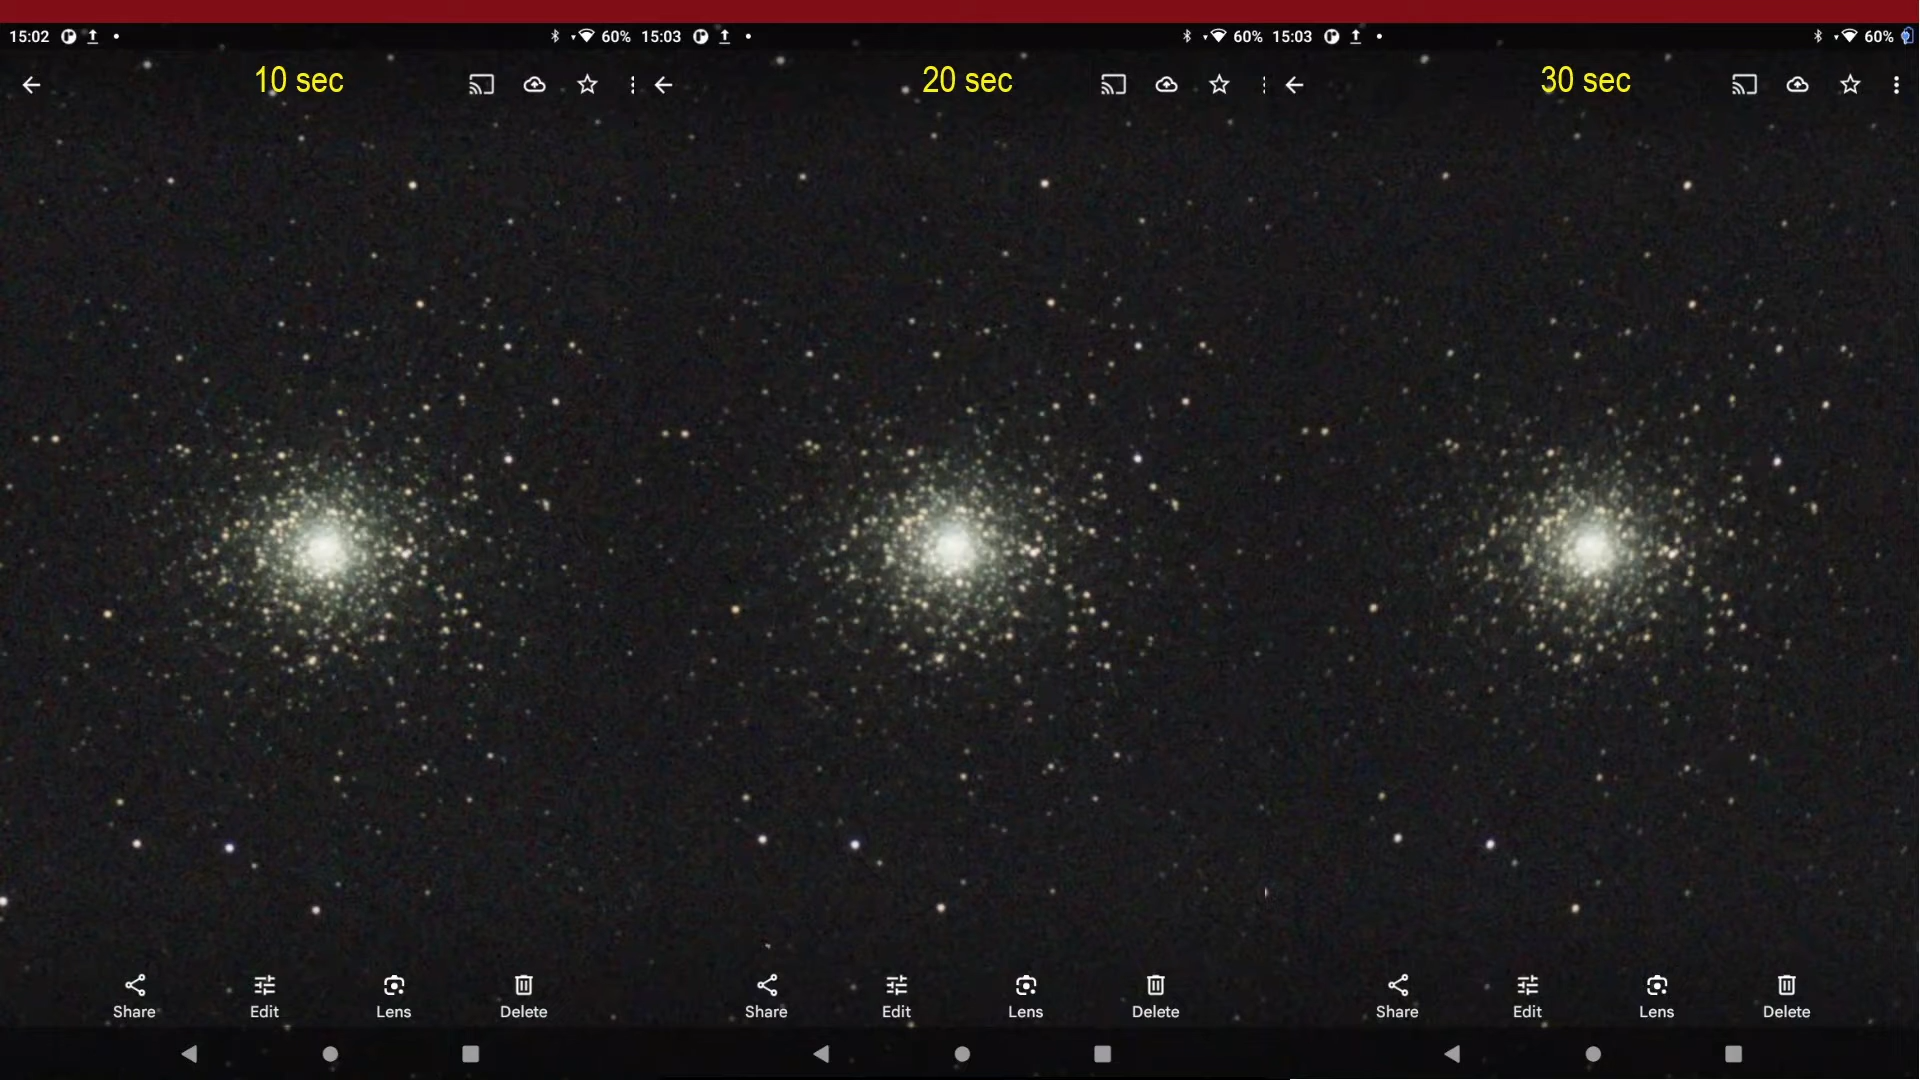 15:02
60%
15:03
60%
15:03
60%
10 sec
20 sec
30 sec
Share
Edit
Lens
Delete
Share
Edit
Lens
Delete
Share
Edit
Lens
Delete